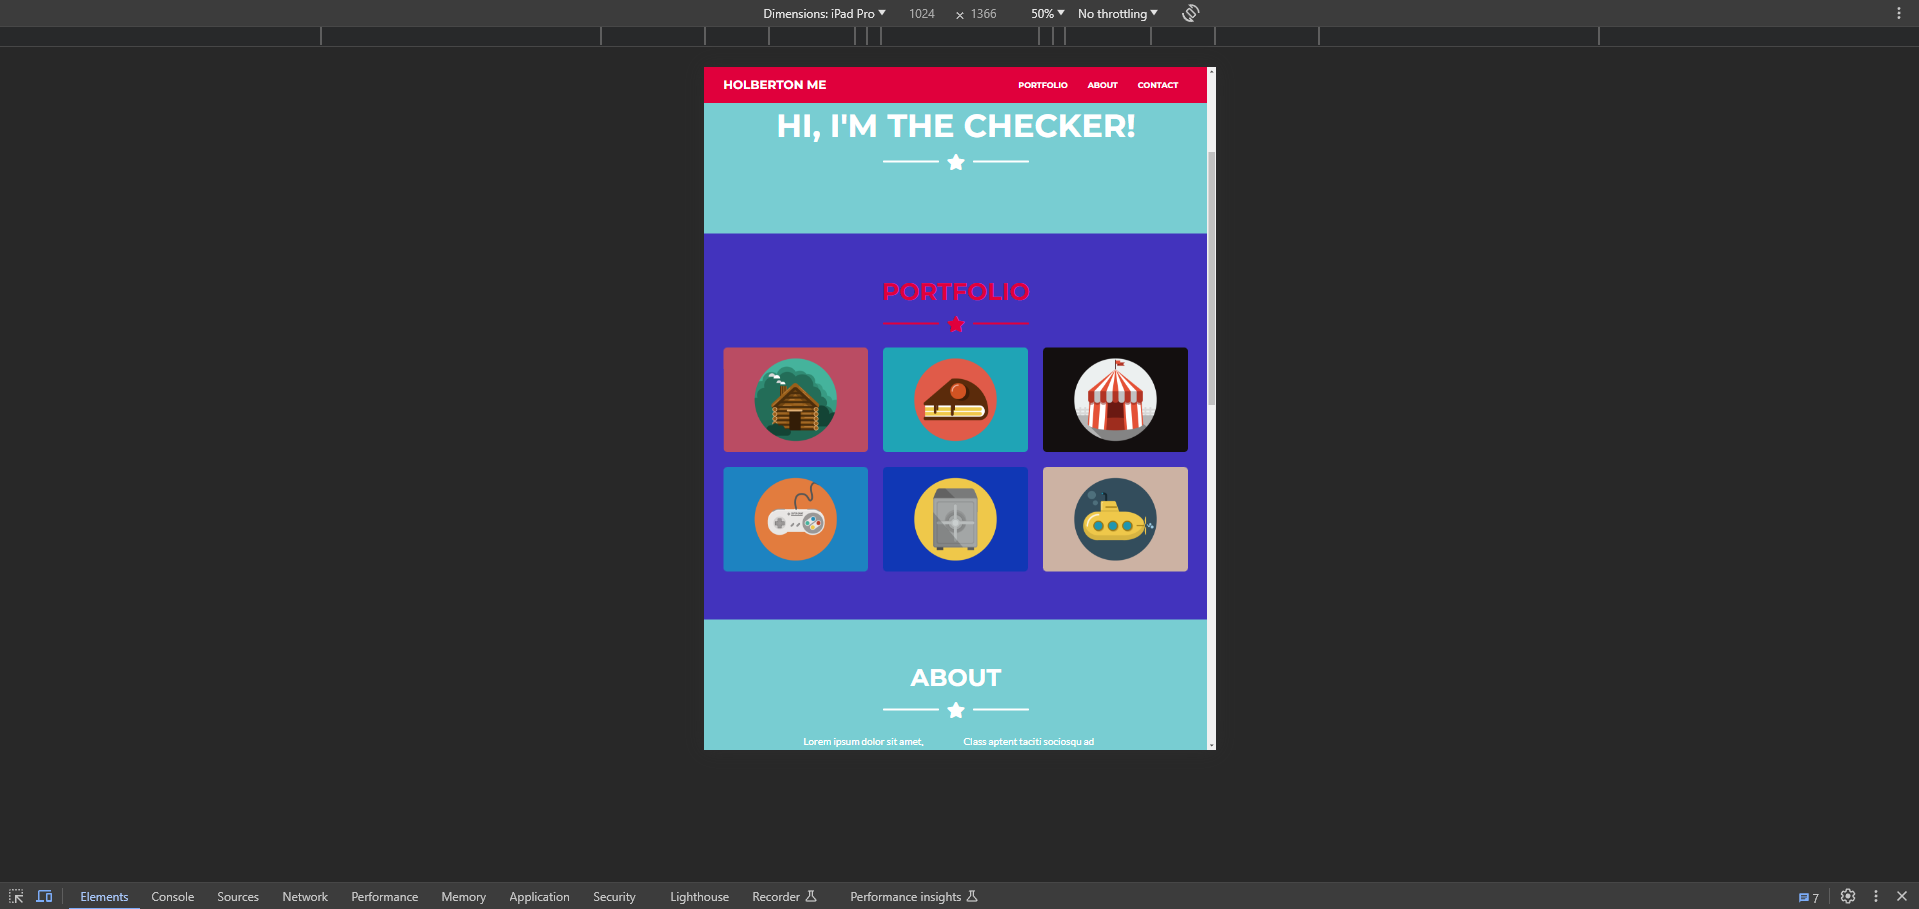 Dimensions: iPad Pro 1024 × 1366 50% No throttling
HOLBERTON ME PORTFOLIO ABOUT CONTACT
HI, I'M THE CHECKER!
PORTFOLIO
ABOUT
Lorem ipsum dolor sit amet, Class aptent taciti sociosqu ad
Elements Console Sources Network Performance Memory Application Security Lighthouse Recorder Performance insights 7